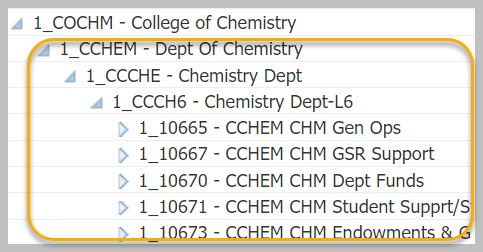 1_COCHM - College of Chemistry
1_CCHEM - Dept Of Chemistry
1_CCCHE - Chemistry Dept
1_CCCH6 - Chemistry Dept-L6
1_10665 - CCHEM CHM Gen Ops
1_10667 - CCHEM CHM GSR Support
1_10670 - CCHEM CHM Dept Funds
1_10671 - CCHEM CHM Student Supprt/S
1_10673 - CCHEM CHM Endowments & G